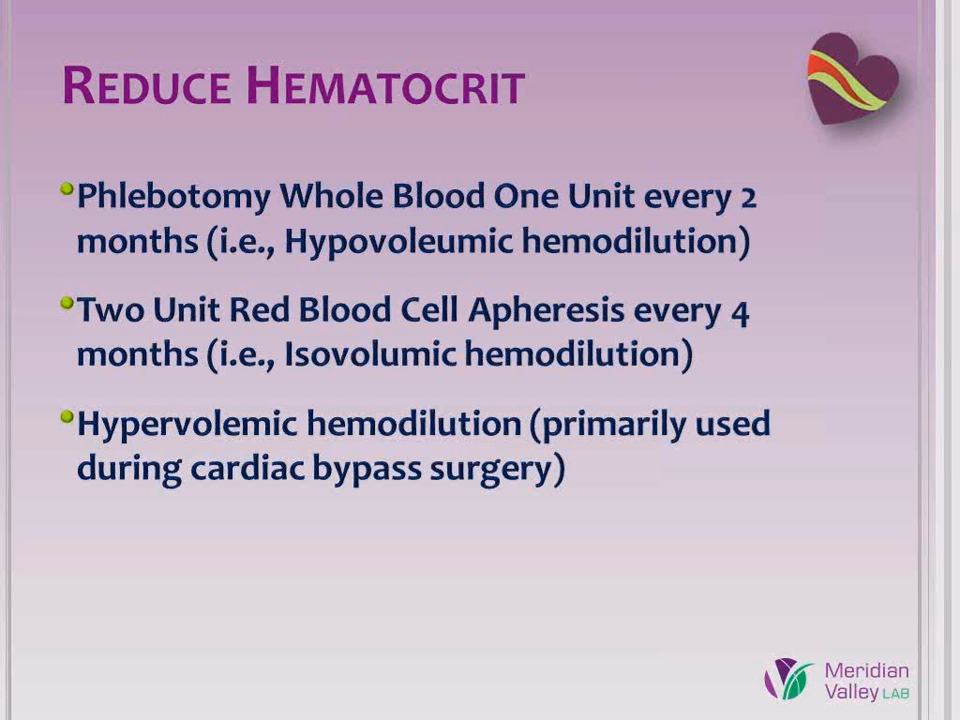 REDUCE HEMATOCRIT
Phlebotomy Whole Blood One Unit every 2
months (i.e., Hypovoleumic hemodilution)
Two Unit Red Blood Cell Apheresis every 4
months (i.e., Isovolumic hemodilution)
Hypervolemic hemodilution (primarily used
during cardiac bypass surgery)
Meridian
Valley LAB